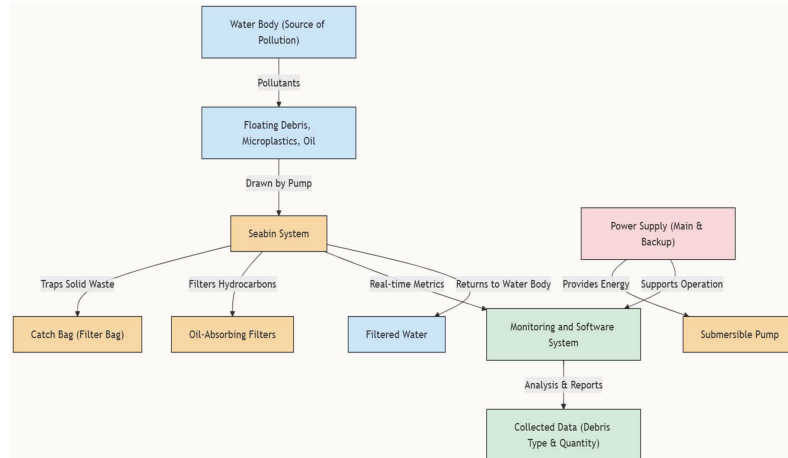 Water Body (Source of
Pollution)
Pollutants
Floating Debris,
Microplastics, Oil
Drawn by Pump
Seabin System
Power Supply (Main &
Backup)
Traps Solid Waste
Filters Hydrocarbons
Real-time Metrics
Returns to Water Body
Provides Energy
Supports Operation
Catch Bag (Filter Bag)
Oil-Absorbing Filters
Filtered Water
Monitoring and Software
System
Submersible Pump
Analysis & Reports
Collected Data (Debris
Type & Quantity)